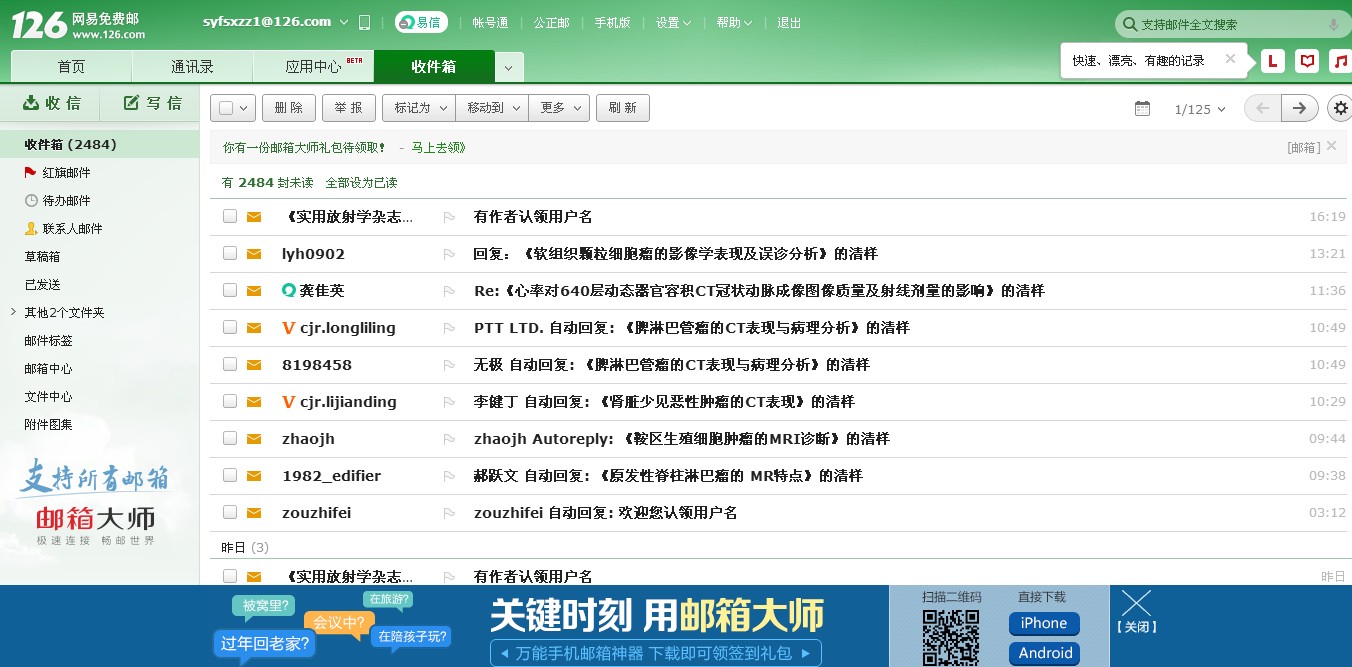 126 网易免费邮 www.126.com
syfsxzz1@126.com 易信 帐号通 公正邮 手机版 设置 帮助 退出
支持邮件全文搜索
首页 通讯录 应用中心 BETA 收件箱
快速、漂亮、有趣的记录
收信 写信
删除 举报 标记为 移动到 更多 刷新 1/125
收件箱 (2484)
红旗邮件
待办邮件
联系人邮件
草稿箱
已发送
其他2个文件夹
邮件标签
邮箱中心
文件中心
附件图集
支持所有邮箱
邮箱大师
极速连接 畅邮世界
你有一份邮箱大师礼包待领取! - 马上去领》 [邮箱]
有 2484 封未读 全部设为已读
《实用放射学杂志... 有作者认领用户名 16:19
lyh0902 回复：《软组织颗粒细胞瘤的影像学表现及误诊分析》的清样 13:21
龚佳英 Re:《心率对640层动态器官容积CT冠状动脉成像图像质量及射线剂量的影响》的清样 11:36
cjr.longliling PTT LTD. 自动回复: 《脾淋巴管瘤的CT表现与病理分析》的清样 10:49
8198458 无极 自动回复: 《脾淋巴管瘤的CT表现与病理分析》的清样 10:49
cjr.lijianding 李健丁 自动回复: 《肾脏少见恶性肿瘤的CT表现》的清样 10:29
zhaojh zhaojh Autoreply: 《鞍区生殖细胞肿瘤的MRI诊断》的清样 09:44
1982_edifier 郝跃文 自动回复: 《原发性脊柱淋巴瘤的 MR特点》的清样 09:38
zouzhifei zouzhifei 自动回复: 欢迎您认领用户名 03:12
昨日 (3)
《实用放射学杂志... 有作者认领用户名 昨日
被窝里?
在旅游?
会议中?
过年回老家?
在陪孩子玩?
关键时刻 用邮箱大师
万能手机邮箱神器 下载即可领签到礼包
扫描二维码 直接下载
iPhone
Android
[关闭]